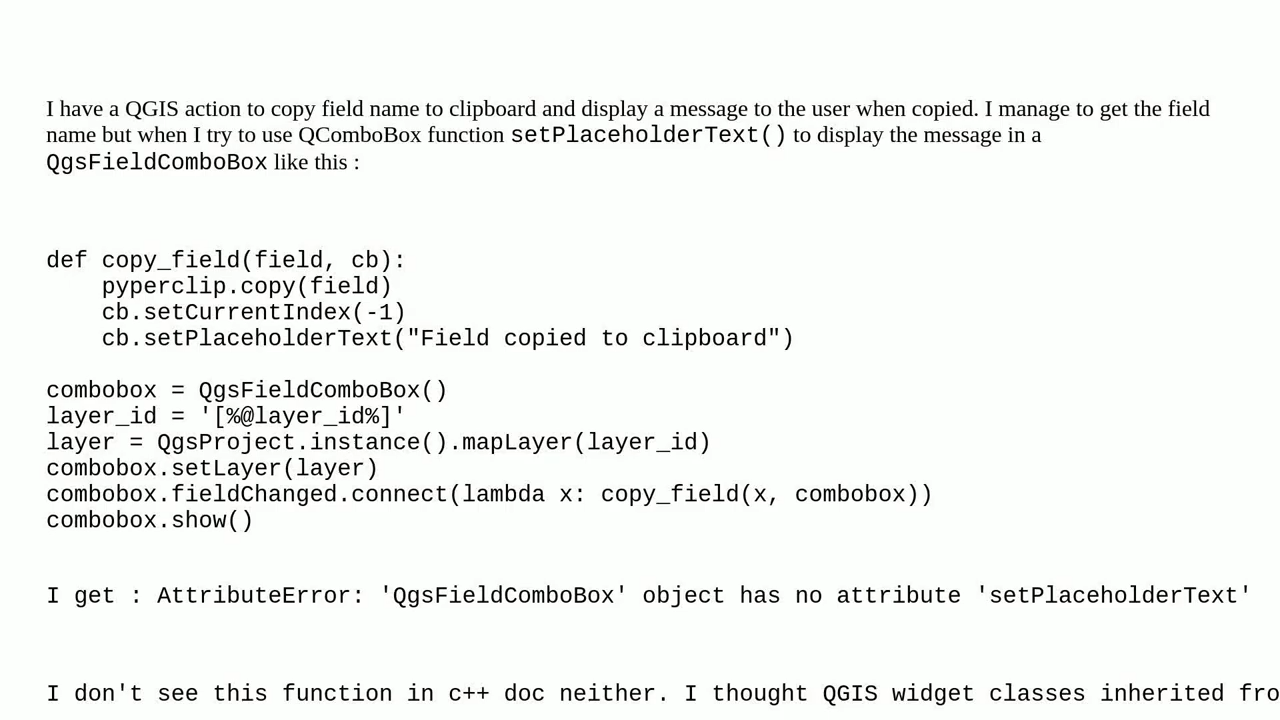 I have a QGIS action to copy field name to clipboard and display a message to the user when copied. I manage to get the field
name but when I try to use QComboBox function setPlaceholderText() to display the message in a
QgsFieldComboBox like this :
def copy_field(field, cb):
    pyperclip.copy(field)
    cb.setCurrentIndex(-1)
    cb.setPlaceholderText("Field copied to clipboard")
combobox = QgsFieldComboBox()
layer_id = '[%@layer_id%]'
layer = QgsProject.instance().mapLayer(layer_id)
combobox.setLayer(layer)
combobox.fieldChanged.connect(lambda x: copy_field(x, combobox))
combobox.show()
I get : AttributeError: 'QgsFieldComboBox' object has no attribute 'setPlaceholderText'
I don't see this function in c++ doc neither. I thought QGIS widget classes inherited fro